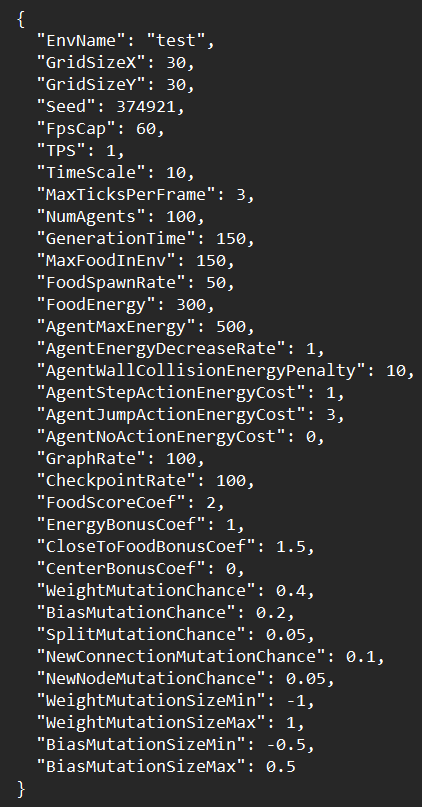 {
"EnvName": "test",
"GridSizeX": 30,
"GridSizeY": 30,
"Seed": 374921,
"FpsCap": 60,
"TPS": 1,
"TimeScale": 10,
"MaxTicksPerFrame": 3,
"NumAgents": 100,
"GenerationTime": 150,
"MaxFoodInEnv": 150,
"FoodSpawnRate": 50,
"FoodEnergy": 300,
"AgentMaxEnergy": 500,
"AgentEnergyDecreaseRate": 1,
"AgentWallCollisionEnergyPenalty": 10,
"AgentStepActionEnergyCost": 1,
"AgentJumpActionEnergyCost": 3,
"AgentNoActionEnergyCost": 0,
"GraphRate": 100,
"CheckpointRate": 100,
"FoodScoreCoef": 2,
"EnergyBonusCoef": 1,
"CloseToFoodBonusCoef": 1.5,
"CenterBonusCoef": 0,
"WeightMutationChance": 0.4,
"BiasMutationChance": 0.2,
"SplitMutationChance": 0.05,
"NewConnectionMutationChance": 0.1,
"NewNodeMutationChance": 0.05,
"WeightMutationSizeMin": -1,
"WeightMutationSizeMax": 1,
"BiasMutationSizeMin": -0.5,
"BiasMutationSizeMax": 0.5
}